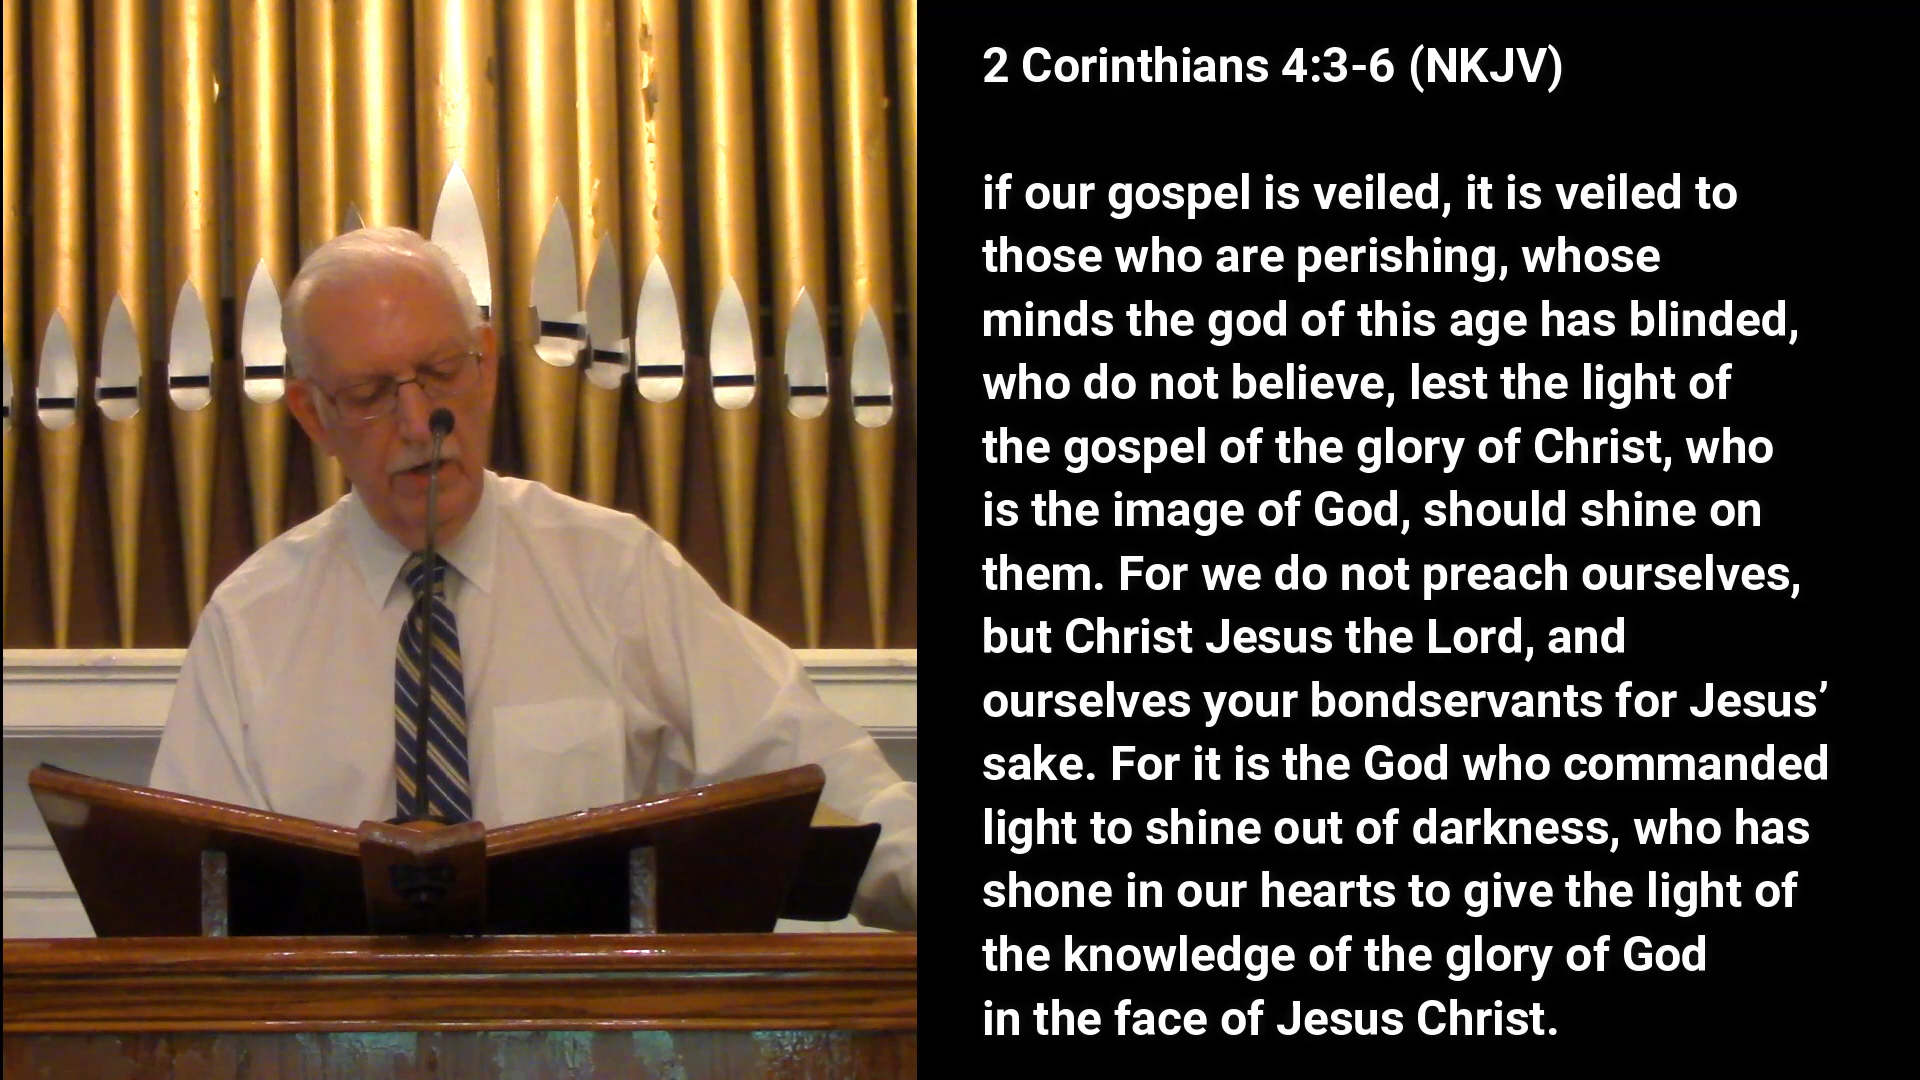 2 Corinthians 4:3-6 (NKJV)
if our gospel is veiled, it is veiled to
those who are perishing, whose
minds the god of this age has blinded,
who do not believe, lest the light of
the gospel of the glory of Christ, who
is the image of God, should shine on
them. For we do not preach ourselves,
but Christ Jesus the Lord, and
ourselves your bondservants for Jesus’
sake. For it is the God who commanded
light to shine out of darkness, who has
shone in our hearts to give the light of
the knowledge of the glory of God
in the face of Jesus Christ.